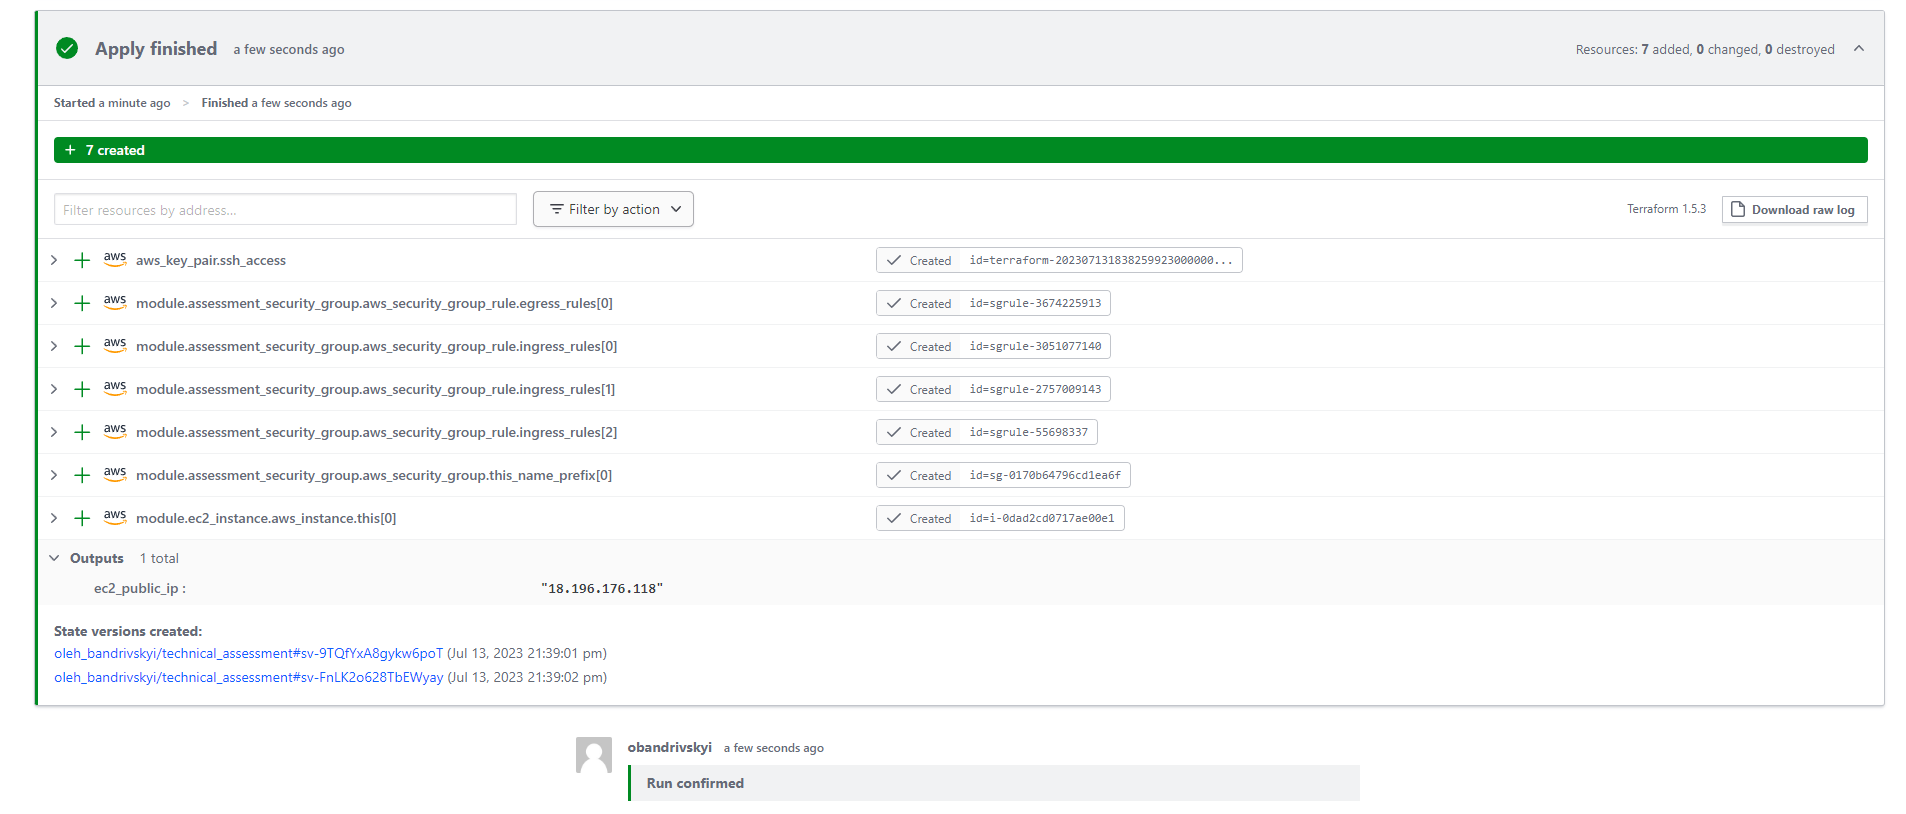 Apply finished a few seconds ago Resources: 7 added, 0 changed, 0 destroyed
Started a minute ago > Finished a few seconds ago
+ 7 created
Filter resources by address... Filter by action Terraform 1.5.3 Download raw log
aws aws_key_pair.ssh_access Created id=terraform-202307131838259923000000...
aws module.assessment_security_group.aws_security_group_rule.egress_rules[0] Created id=sgrule-3674225913
aws module.assessment_security_group.aws_security_group_rule.ingress_rules[0] Created id=sgrule-3051077140
aws module.assessment_security_group.aws_security_group_rule.ingress_rules[1] Created id=sgrule-2757009143
aws module.assessment_security_group.aws_security_group_rule.ingress_rules[2] Created id=sgrule-55698337
aws module.assessment_security_group.aws_security_group.this_name_prefix[0] Created id=sg-0170b64796cd1ea6f
aws module.ec2_instance.aws_instance.this[0] Created id=i-0dad2cd0717ae00e1
Outputs 1 total
ec2_public_ip : "18.196.176.118"
State versions created:
oleh_bandrivskyi/technical_assessment#sv-9TQfYxA8gykw6poT (Jul 13, 2023 21:39:01 pm)
oleh_bandrivskyi/technical_assessment#sv-FnLK2o628TbEWyay (Jul 13, 2023 21:39:02 pm)
obandrivskyi a few seconds ago
Run confirmed